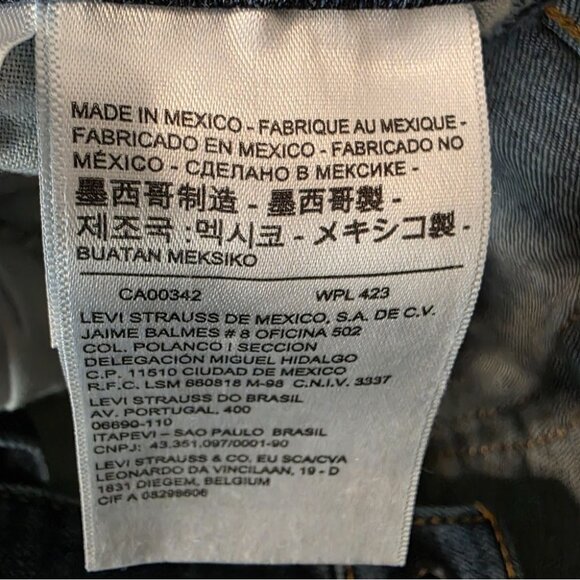 MADE IN MEXICO - FABRIQUE AU MEXIQUE -
FABRICADO EN MEXICO - FABRICADO NO
MÉXICO - СДЕЛАНО В МЕКСИКЕ -
墨西哥制造 - 墨西哥製 -
제조국 :멕시코 - メキシコ製 -
BUATAN MEKSIKO
CA00342 WPL 423
LEVI STRAUSS DE MEXICO, S.A. DE C.V.
JAIME BALMES # 8 OFICINA 502
COL. POLANCO I SECCION
DELEGACIÓN MIGUEL HIDALGO
C.P. 11510 CIUDAD DE MEXICO
R.F.C. LSM 660818 M-98 C.N.I.V. 3337
LEVI STRAUSS DO BRASIL
AV. PORTUGAL, 400
06690-110
ITAPEVI - SAO PAULO BRASIL
CNPJ: 43.351.097/0001-90
LEVI STRAUSS & CO. EU SCA/CVA
LEONARDO DA VINCILAAN, 19 - D
1831 DIEGEM, BELGIUM
CIF A 08298606